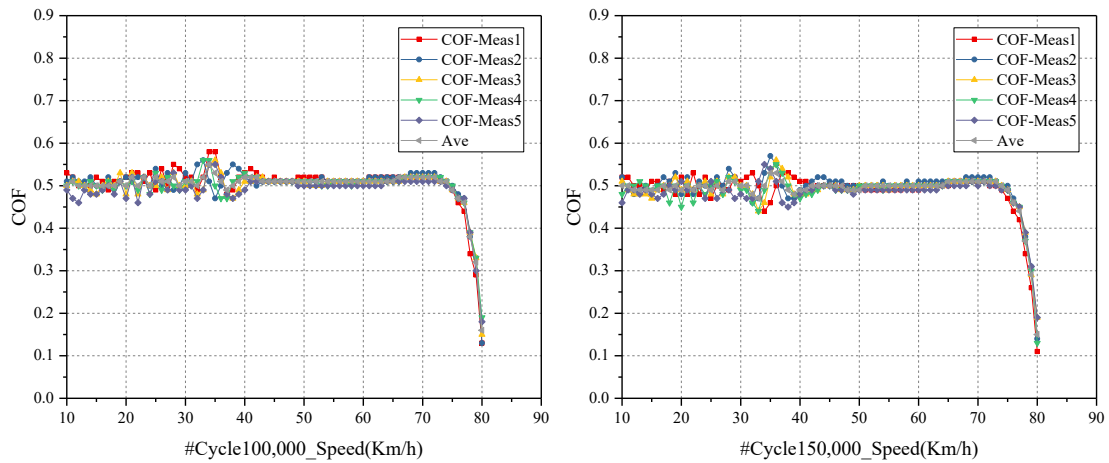 0.9
0.8
0.7
0.6
0.5
0.4
0.3
0.2
0.1
0.0
COF
10 20 30 40 50 60 70 80 90
#Cycle100,000_Speed(Km/h)
COF-Meas1
COF-Meas2
COF-Meas3
COF-Meas4
COF-Meas5
Ave
0.9
0.8
0.7
0.6
0.5
0.4
0.3
0.2
0.1
0.0
COF
10 20 30 40 50 60 70 80 90
#Cycle150,000_Speed(Km/h)
COF-Meas1
COF-Meas2
COF-Meas3
COF-Meas4
COF-Meas5
Ave